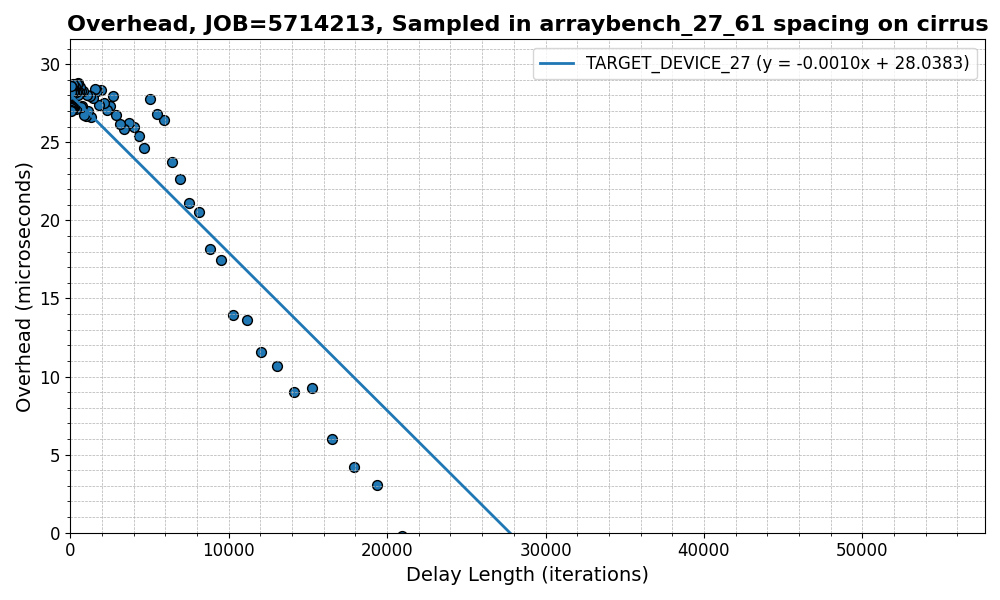 Overhead, JOB=5714213, Sampled in arraybench_27_61 spacing on cirrus
TARGET_DEVICE_27 (y = -0.0010x + 28.0383)
Overhead (microseconds)
30
25
20
15
10
5
0
0 10000 20000 30000 40000 50000
Delay Length (iterations)